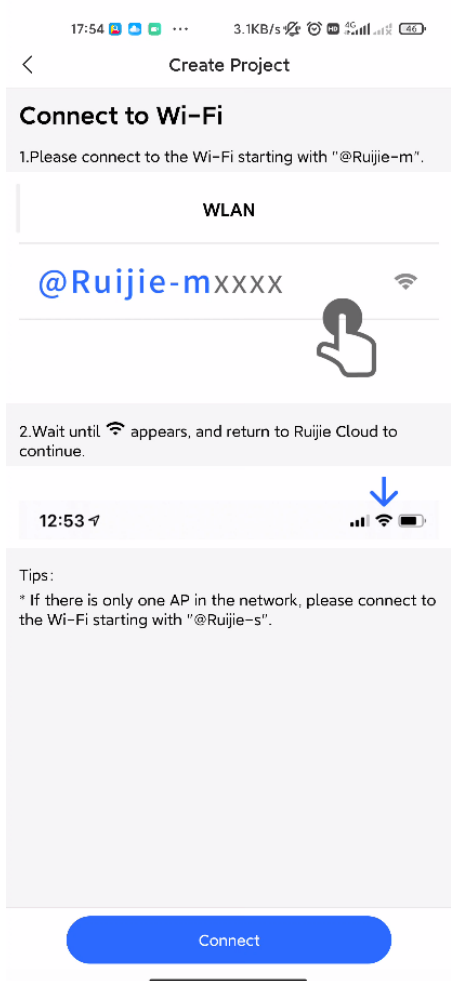 17:54 ··· 3.1KB/s HD 4G 46
Create Project
Connect to Wi-Fi
1.Please connect to the Wi-Fi starting with "@Ruijie-m".
WLAN
@Ruijie-mxxxx
2.Wait until appears, and return to Ruijie Cloud to
continue.
12:53
Tips:
* If there is only one AP in the network, please connect to
the Wi-Fi starting with "@Ruijie-s".
Connect